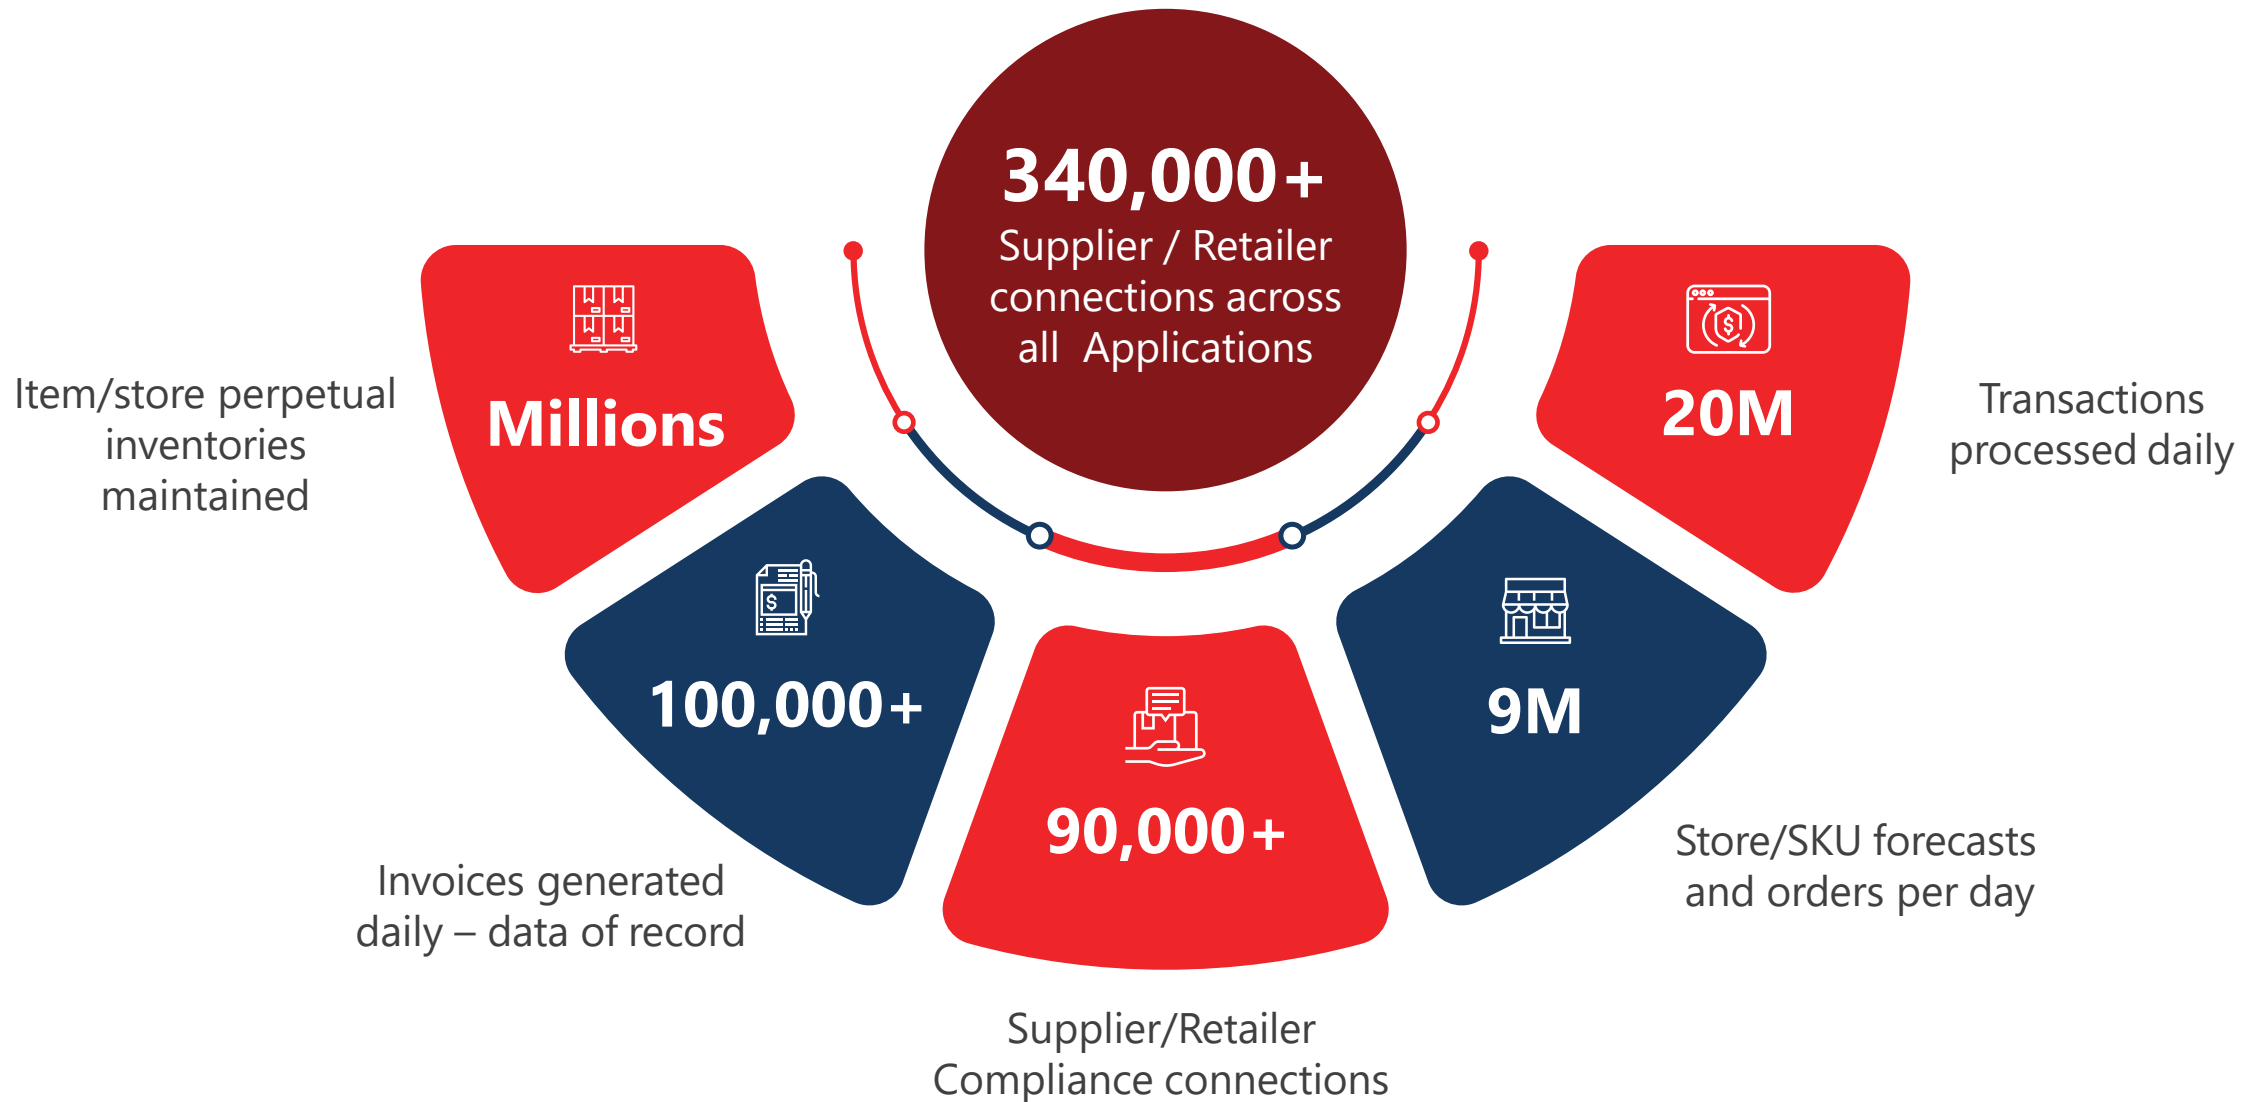 340,000+
Supplier / Retailer
connections across
all Applications
Millions
Item/store perpetual
inventories
maintained
100,000+
Invoices generated
daily – data of record
90,000+
Supplier/Retailer
Compliance connections
9M
Store/SKU forecasts
and orders per day
20M
Transactions
processed daily